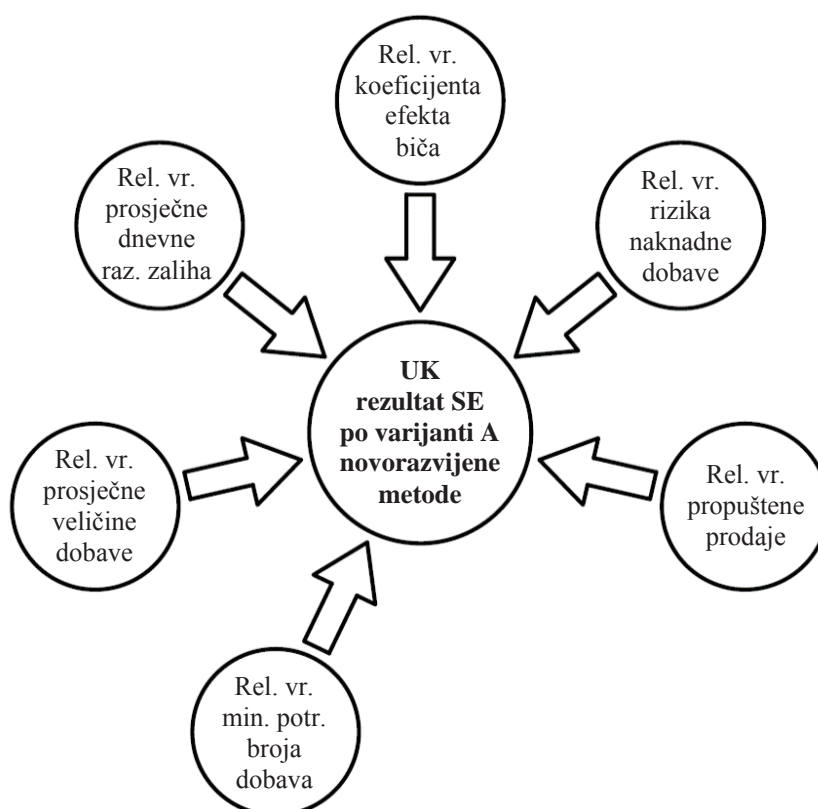 Rel. vr.
koeficijenta
efekta
biča
Rel. vr.
prosječne
dnevne
raz. zaliha
Rel. vr.
rizika
naknadne
dobave
UK
rezultat SE
po varijanti A
novorazvijene
metode
Rel. vr.
prosječne
veličine
dobave
Rel. vr.
propuštene
prodaje
Rel. vr.
min. potr.
broja
dobava